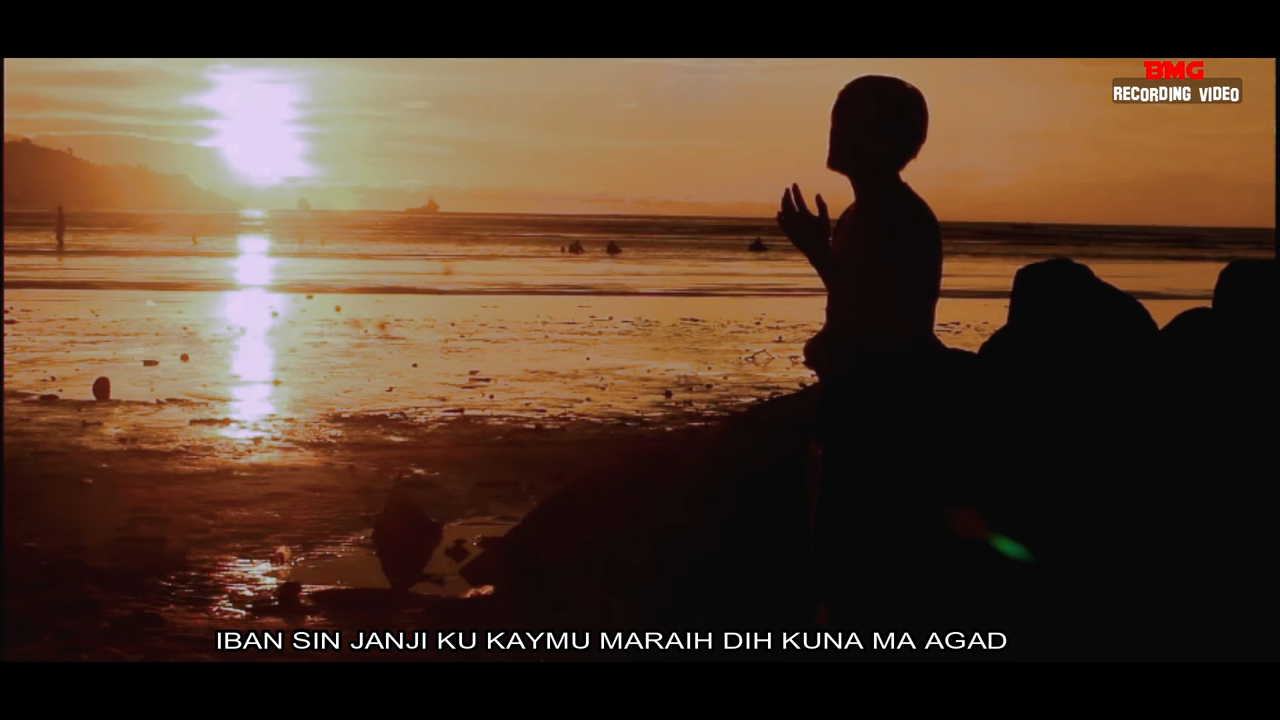 BMG
RECORDING VIDEO
IBAN SIN JANJI KU KAYMU MARAIH DIH KUNA MA AGAD